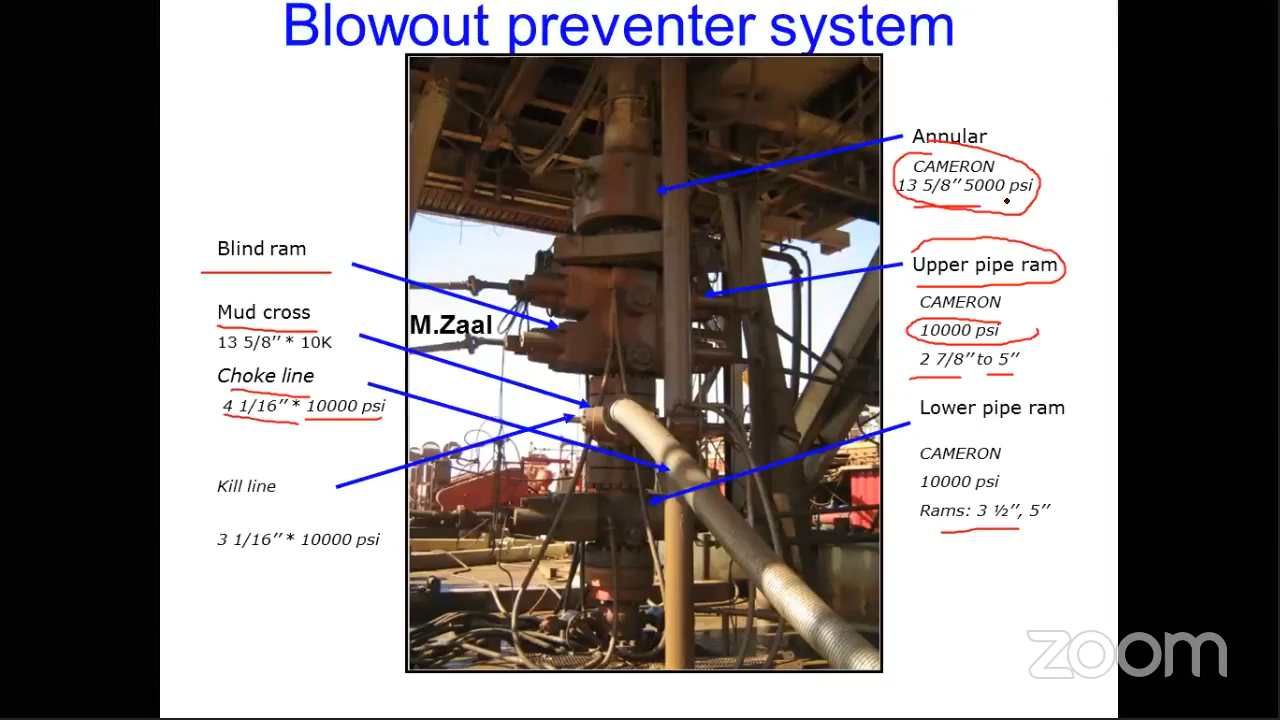 Blowout preventer system
Annular
CAMERON
13 5/8’’ 5000 psi
Blind ram
Upper pipe ram
CAMERON
10000 psi
2 7/8’’ to 5’’
Mud cross
13 5/8’’ * 10K
M.Zaal
Choke line
4 1/16’’ * 10000 psi
Lower pipe ram
CAMERON
10000 psi
Rams: 3 ½’’, 5’’
Kill line
3 1/16’’ * 10000 psi
zoom